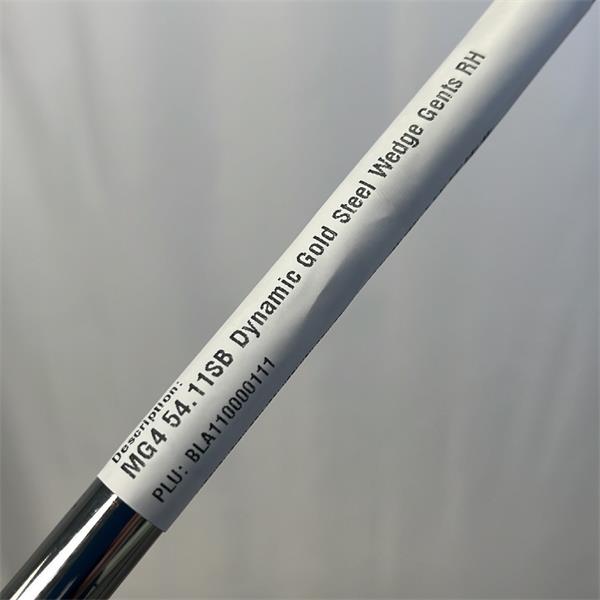 Description:
MG4 54.11SB Dynamic Gold Steel Wedge Gents RH
PLU: BLA110000111